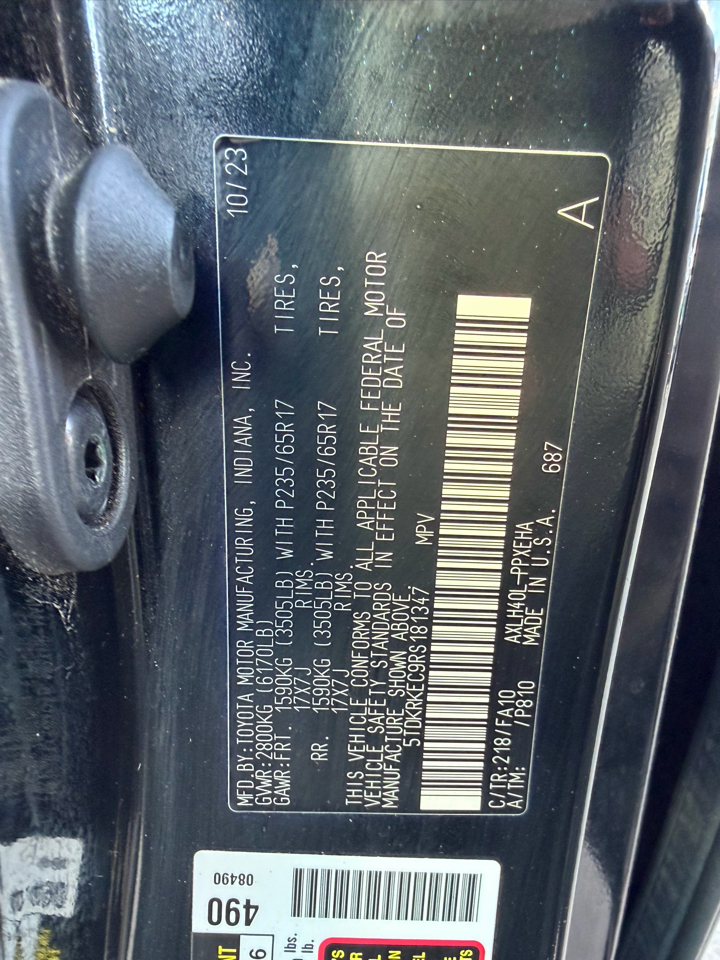 MFD.BY:TOYOTA MOTOR MANUFACTURING, INDIANA, INC. 10/23
GVWR:2800KG (6170LB)
GAWR:FRT. 1590KG (3505LB) WITH P235/65R17 TIRES,
17X7J RIMS.
RR. 1590KG (3505LB) WITH P235/65R17 TIRES,
17X7J RIMS.
THIS VEHICLE CONFORMS TO ALL APPLICABLE FEDERAL MOTOR
VEHICLE SAFETY STANDARDS IN EFFECT ON THE DATE OF
MANUFACTURE SHOWN ABOVE.
5TDKRKEC9RS181347 MPV
C/TR:218/FA10 AXLH40L-PPXEHA 687
A/TM: /P810 MADE IN U.S.A. A
490
08490
lbs.
lb.